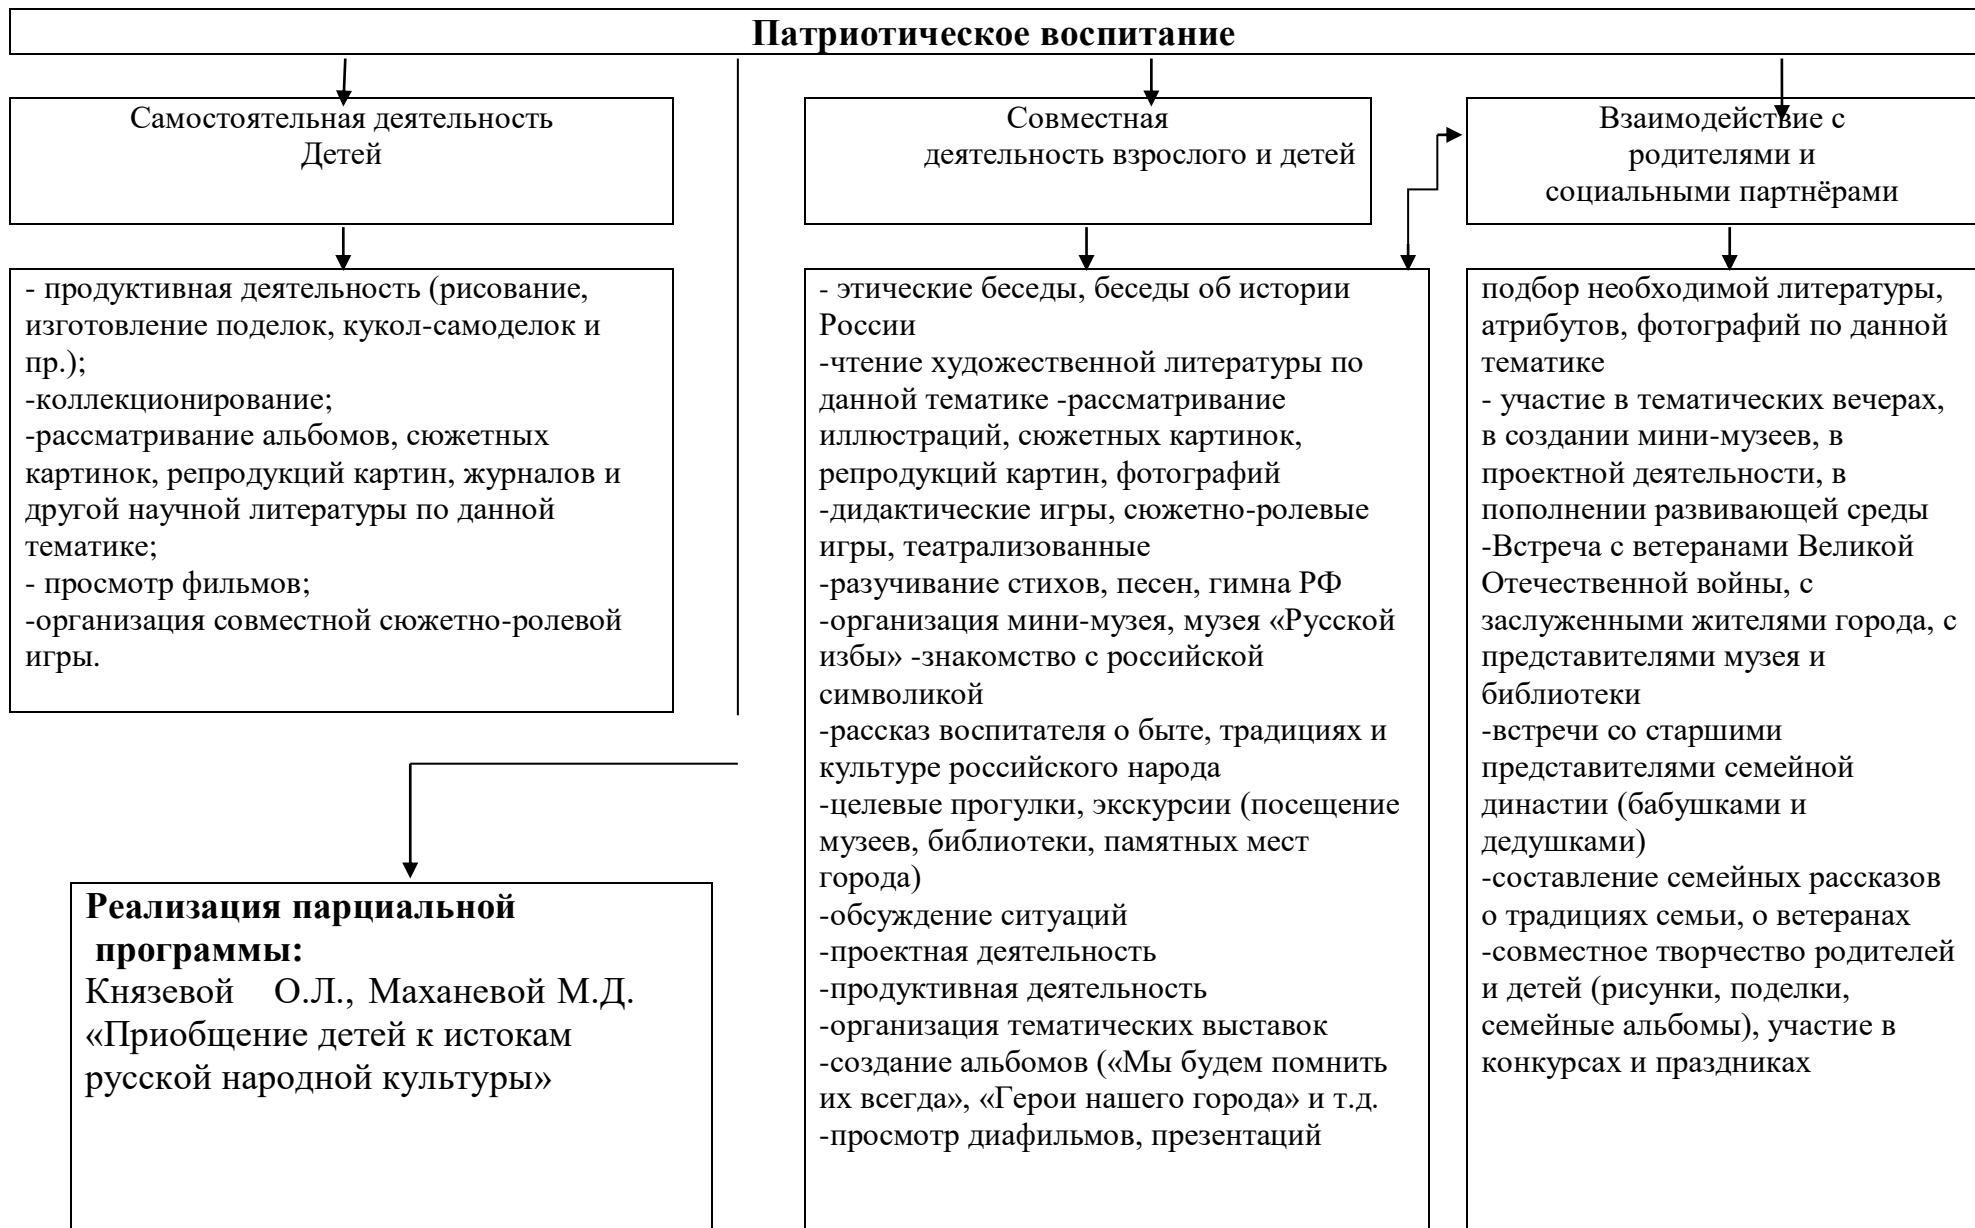 Патриотическое воспитание
Самостоятельная деятельность
Детей
Совместная
деятельность взрослого и детей
Взаимодействие с
родителями и
социальными партнёрами
- продуктивная деятельность (рисование,
изготовление поделок, кукол-самоделок и
пр.);
-коллекционирование;
-рассматривание альбомов, сюжетных
картинок, репродукций картин, журналов и
другой научной литературы по данной
тематике;
- просмотр фильмов;
-организация совместной сюжетно-ролевой
игры.
- этические беседы, беседы об истории
России
-чтение художественной литературы по
данной тематике -рассматривание
иллюстраций, сюжетных картинок,
репродукций картин, фотографий
-дидактические игры, сюжетно-ролевые
игры, театрализованные
-разучивание стихов, песен, гимна РФ
-организация мини-музея, музея «Русской
избы» -знакомство с российской
символикой
-рассказ воспитателя о быте, традициях и
культуре российского народа
-целевые прогулки, экскурсии (посещение
музеев, библиотеки, памятных мест
города)
-обсуждение ситуаций
-проектная деятельность
-продуктивная деятельность
-организация тематических выставок
-создание альбомов («Мы будем помнить
их всегда», «Герои нашего города» и т.д.
-просмотр диафильмов, презентаций
подбор необходимой литературы,
атрибутов, фотографий по данной
тематике
- участие в тематических вечерах,
в создании мини-музеев, в
проектной деятельности, в
пополнении развивающей среды
-Встреча с ветеранами Великой
Отечественной войны, с
заслуженными жителями города, с
представителями музея и
библиотеки
-встречи со старшими
представителями семейной
династии (бабушками и
дедушками)
-составление семейных рассказов
о традициях семьи, о ветеранах
-совместное творчество родителей
и детей (рисунки, поделки,
семейные альбомы), участие в
конкурсах и праздниках
Реализация парциальной
программы:
Князевой О.Л., Маханевой М.Д.
«Приобщение детей к истокам
русской народной культуры»